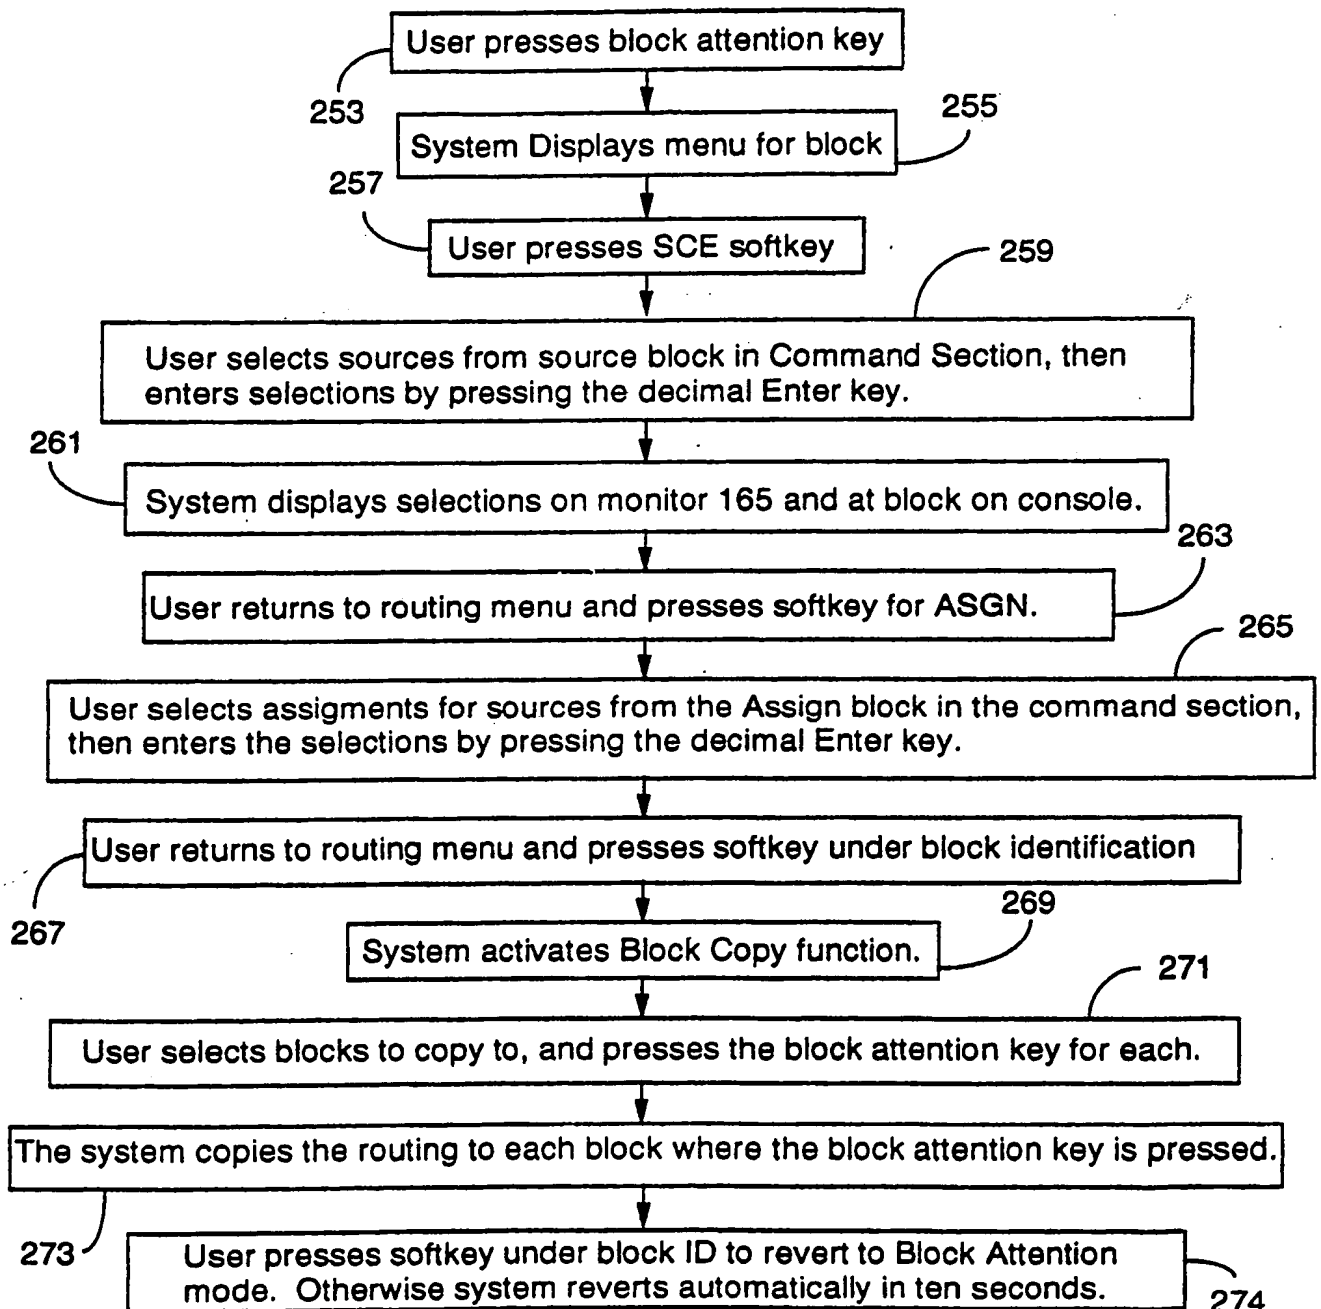 User presses block attention key
253
255
System Displays menu for block
257
User presses SCE softkey
259
User selects sources from source block in Command Section, then
enters selections by pressing the decimal Enter key.
261
System displays selections on monitor 165 and at block on console.
263
User returns to routing menu and presses softkey for ASGN.
265
User selects assigments for sources from the Assign block in the command section,
then enters the selections by pressing the decimal Enter key.
User returns to routing menu and presses softkey under block identification
267
269
System activates Block Copy function.
271
User selects blocks to copy to, and presses the block attention key for each.
The system copies the routing to each block where the block attention key is pressed.
273
User presses softkey under block ID to revert to Block Attention
mode. Otherwise system reverts automatically in ten seconds.
274